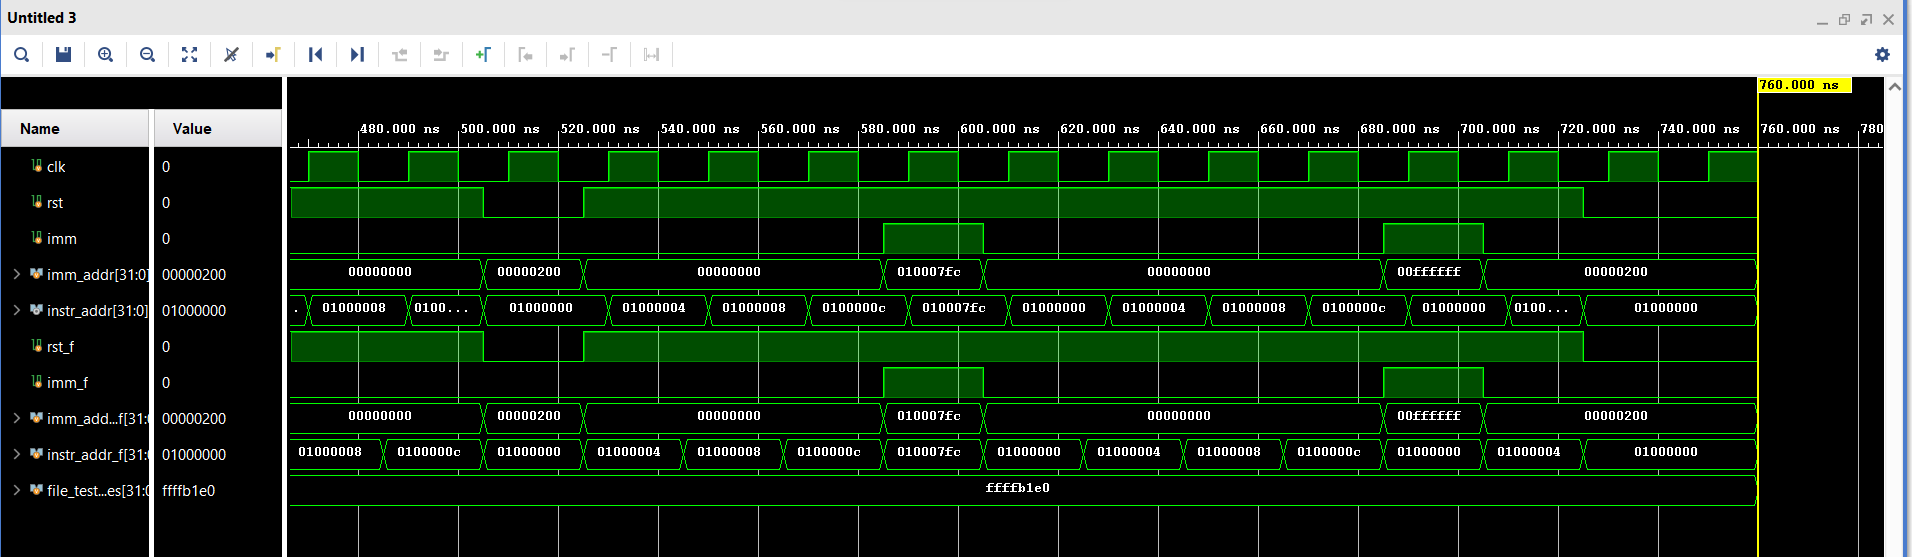 Untitled 3
760.000 ns
Name Value
480.000 ns 500.000 ns 520.000 ns 540.000 ns 560.000 ns 580.000 ns 600.000 ns 620.000 ns 640.000 ns 660.000 ns 680.000 ns 700.000 ns 720.000 ns 740.000 ns 760.000 ns 780
clk 0
rst 0
imm 0
imm_addr[31:0] 00000200 00000000 00000200 00000000 010007fc 00000000 00ffffff 00000200
instr_addr[31:0] 01000000 . 01000008 0100... 01000000 01000004 01000008 0100000c 010007fc 01000000 01000004 01000008 0100000c 01000000 0100... 01000000
rst_f 0
imm_f 0
imm_add...f[31:0 00000200 00000000 00000200 00000000 010007fc 00000000 00ffffff 00000200
instr_addr_f[31:0 01000000 01000008 0100000c 01000000 01000004 01000008 0100000c 010007fc 01000000 01000004 01000008 0100000c 01000000 01000004 01000000
file_test...es[31:0 ffffb1e0 ffffb1e0